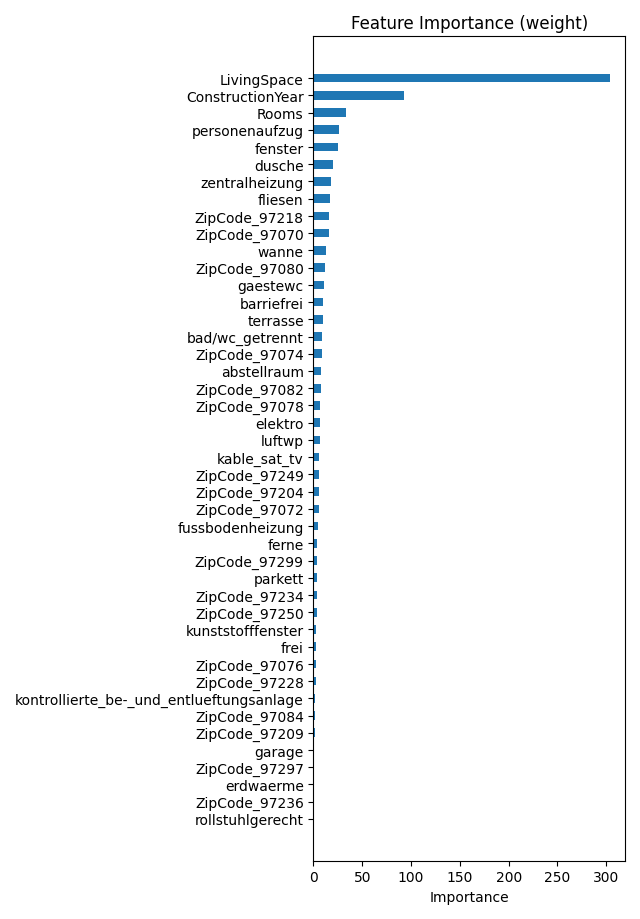 Feature Importance (weight)
LivingSpace
ConstructionYear
Rooms
personenaufzug
fenster
dusche
zentralheizung
fliesen
ZipCode_97218
ZipCode_97070
wanne
ZipCode_97080
gaestewc
barriefrei
terrasse
bad/wc_getrennt
ZipCode_97074
abstellraum
ZipCode_97082
ZipCode_97078
elektro
luftwp
kable_sat_tv
ZipCode_97249
ZipCode_97204
ZipCode_97072
fussbodenheizung
ferne
ZipCode_97299
parkett
ZipCode_97234
ZipCode_97250
kunststofffenster
frei
ZipCode_97076
ZipCode_97228
kontrollierte_be-_und_entlueftungsanlage
ZipCode_97084
ZipCode_97209
garage
ZipCode_97297
erdwaerme
ZipCode_97236
rollstuhlgerecht
0 50 100 150 200 250 300
Importance